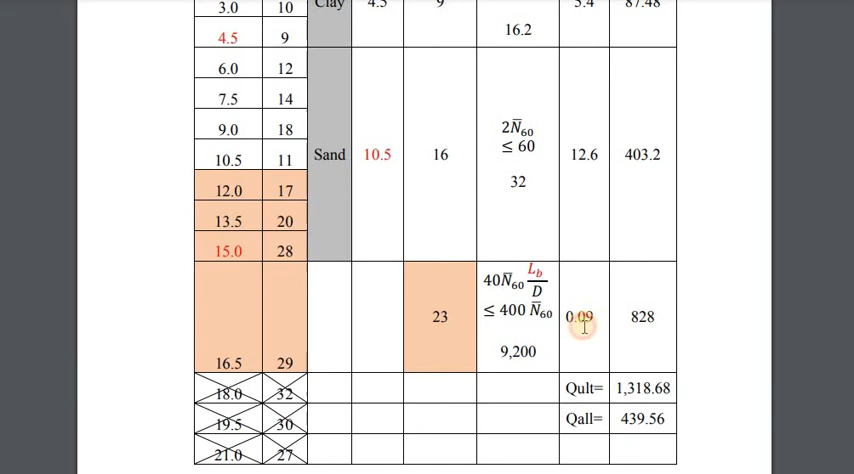 3.0 10 Clay 4.5 9 5.4 87.48
4.5 9 16.2
6.0 12
7.5 14
9.0 18 2N̅₆₀
≤ 60
10.5 11 Sand 10.5 16 12.6 403.2
12.0 17 32
13.5 20
15.0 28
40N̅₆₀ L_b/D
≤ 400 N̅₆₀
23 0.09 828
9,200
16.5 29
18.0 32 Qult= 1,318.68
19.5 30 Qall= 439.56
21.0 27